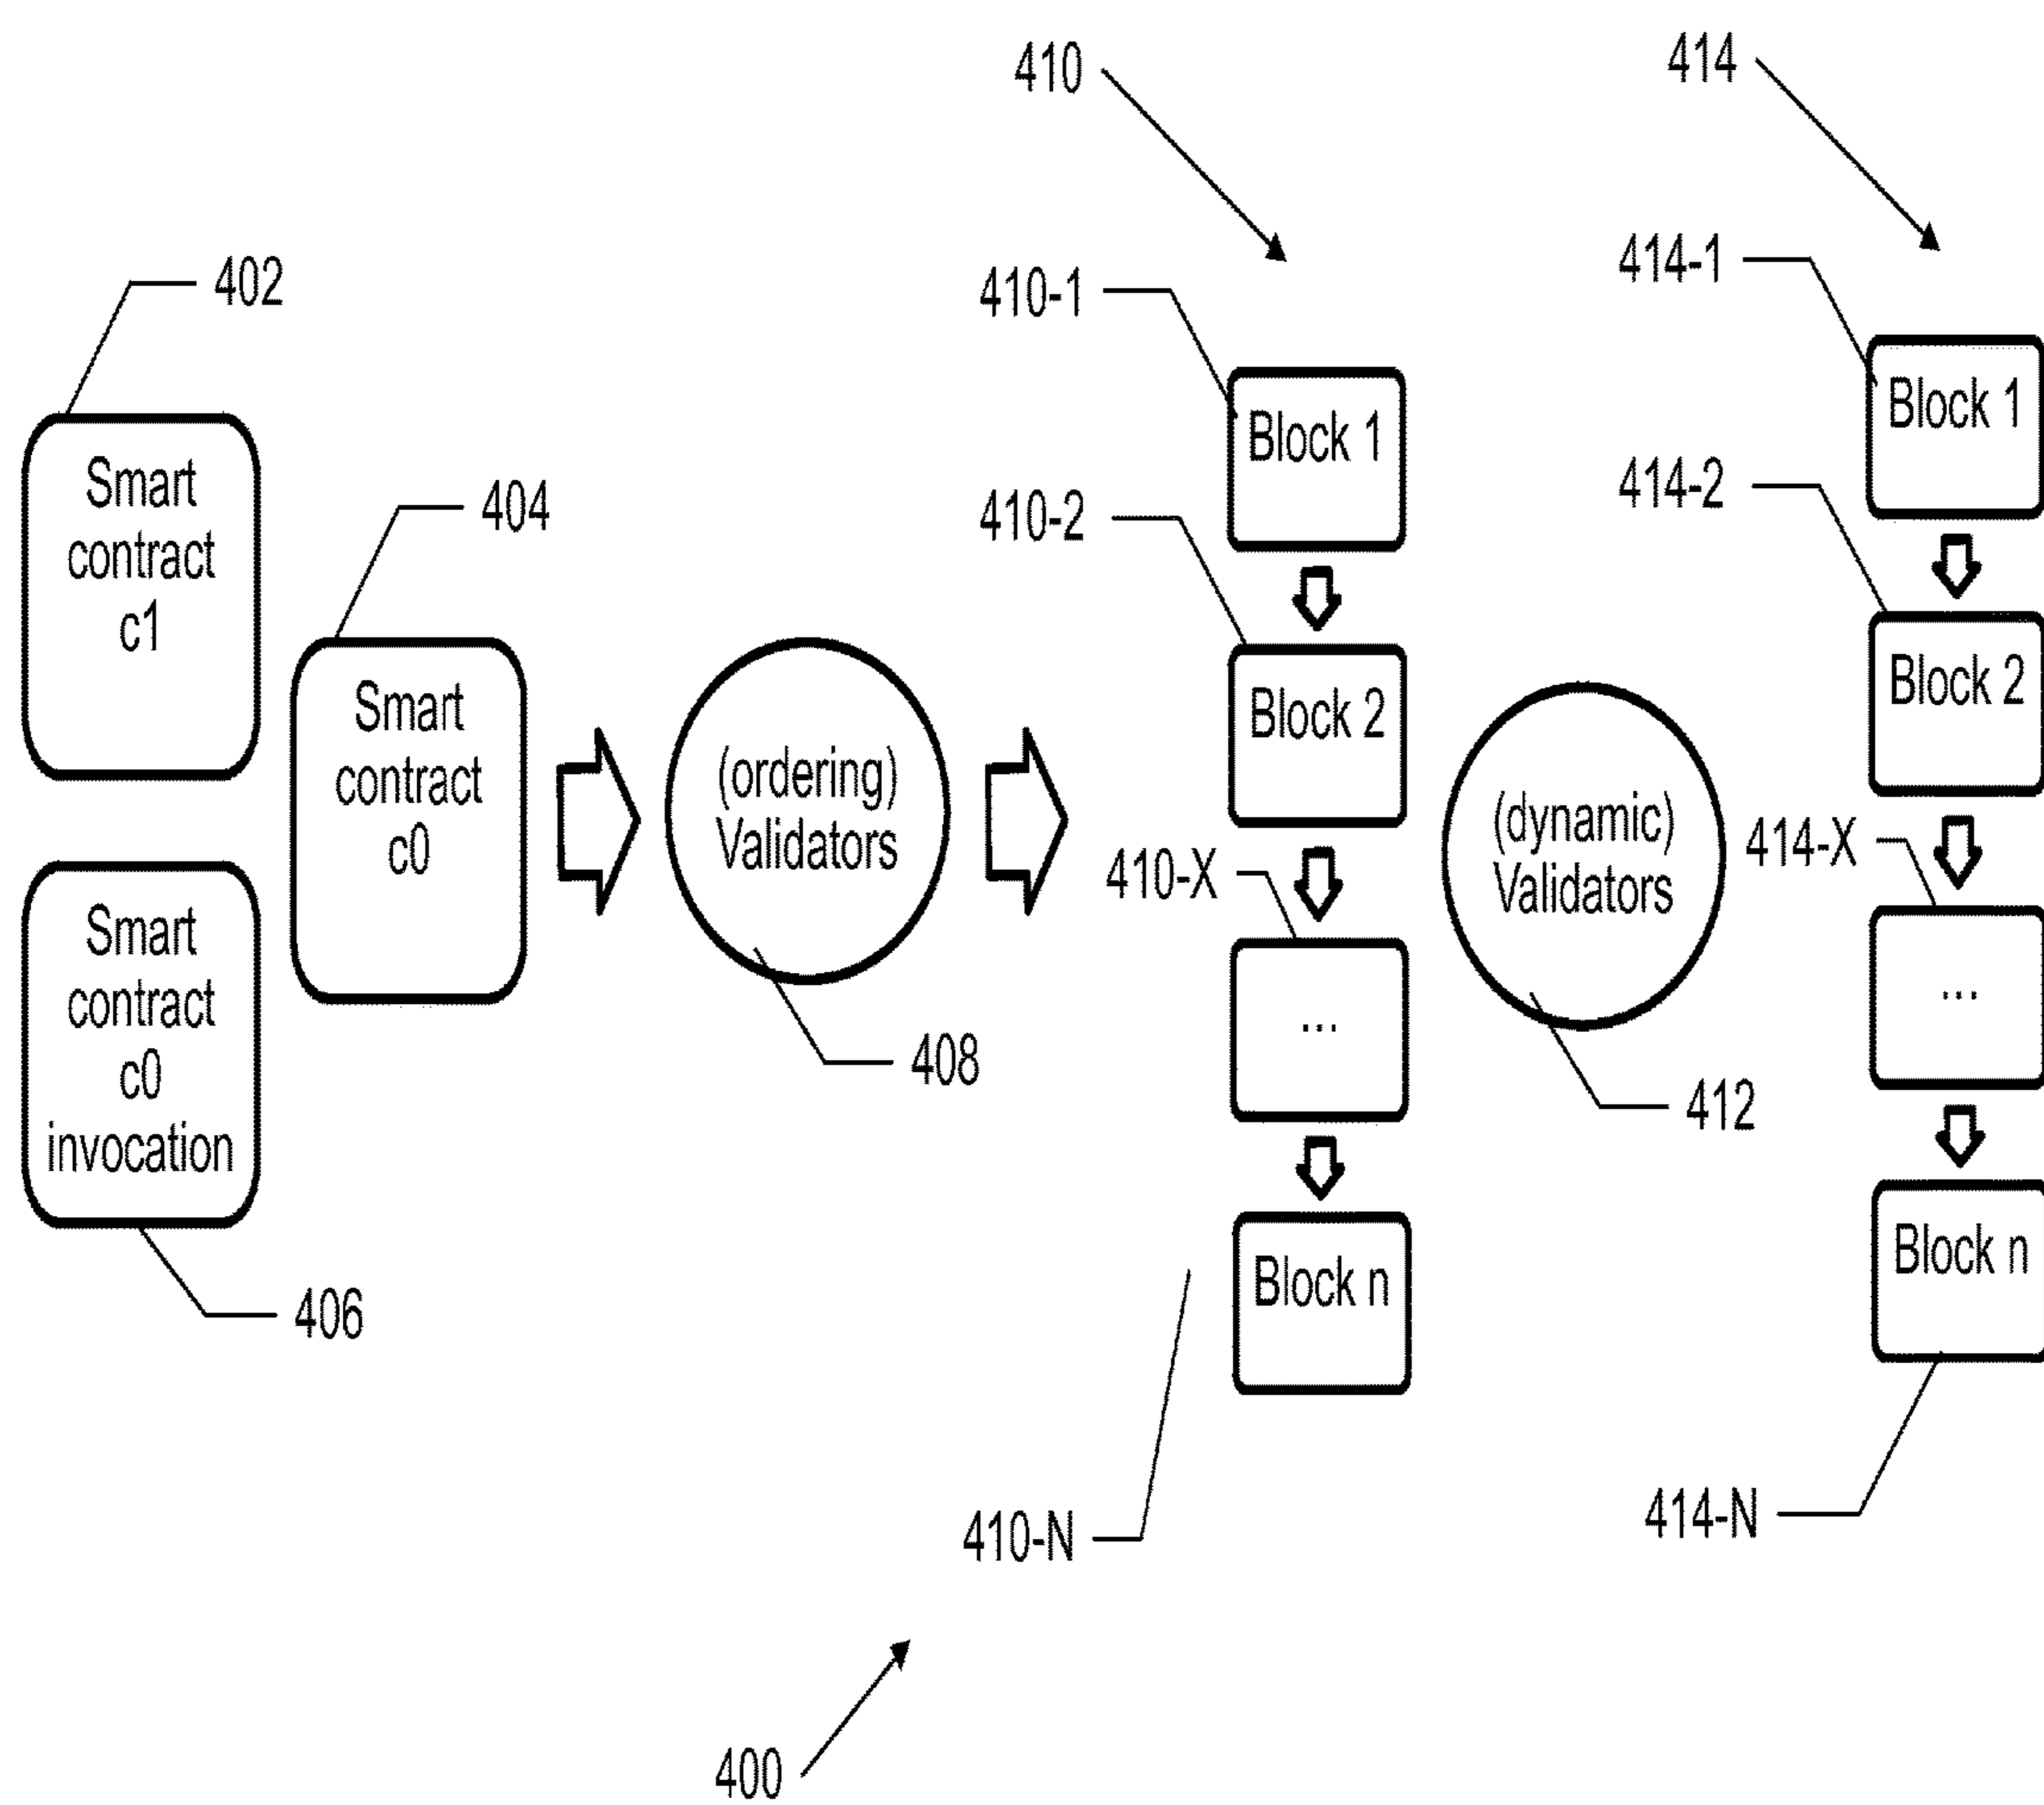 410
414
402
410-1
414-1
Smart
contract
c1
404
410-2
Block 1
414-2
Block 1
Smart
contract
c0
(ordering)
Validators
Block 2
410-X
(dynamic)
Validators
414-X
Block 2
Smart
contract
c0
invocation
408
...
412
...
406
Block n
Block n
410-N
414-N
400